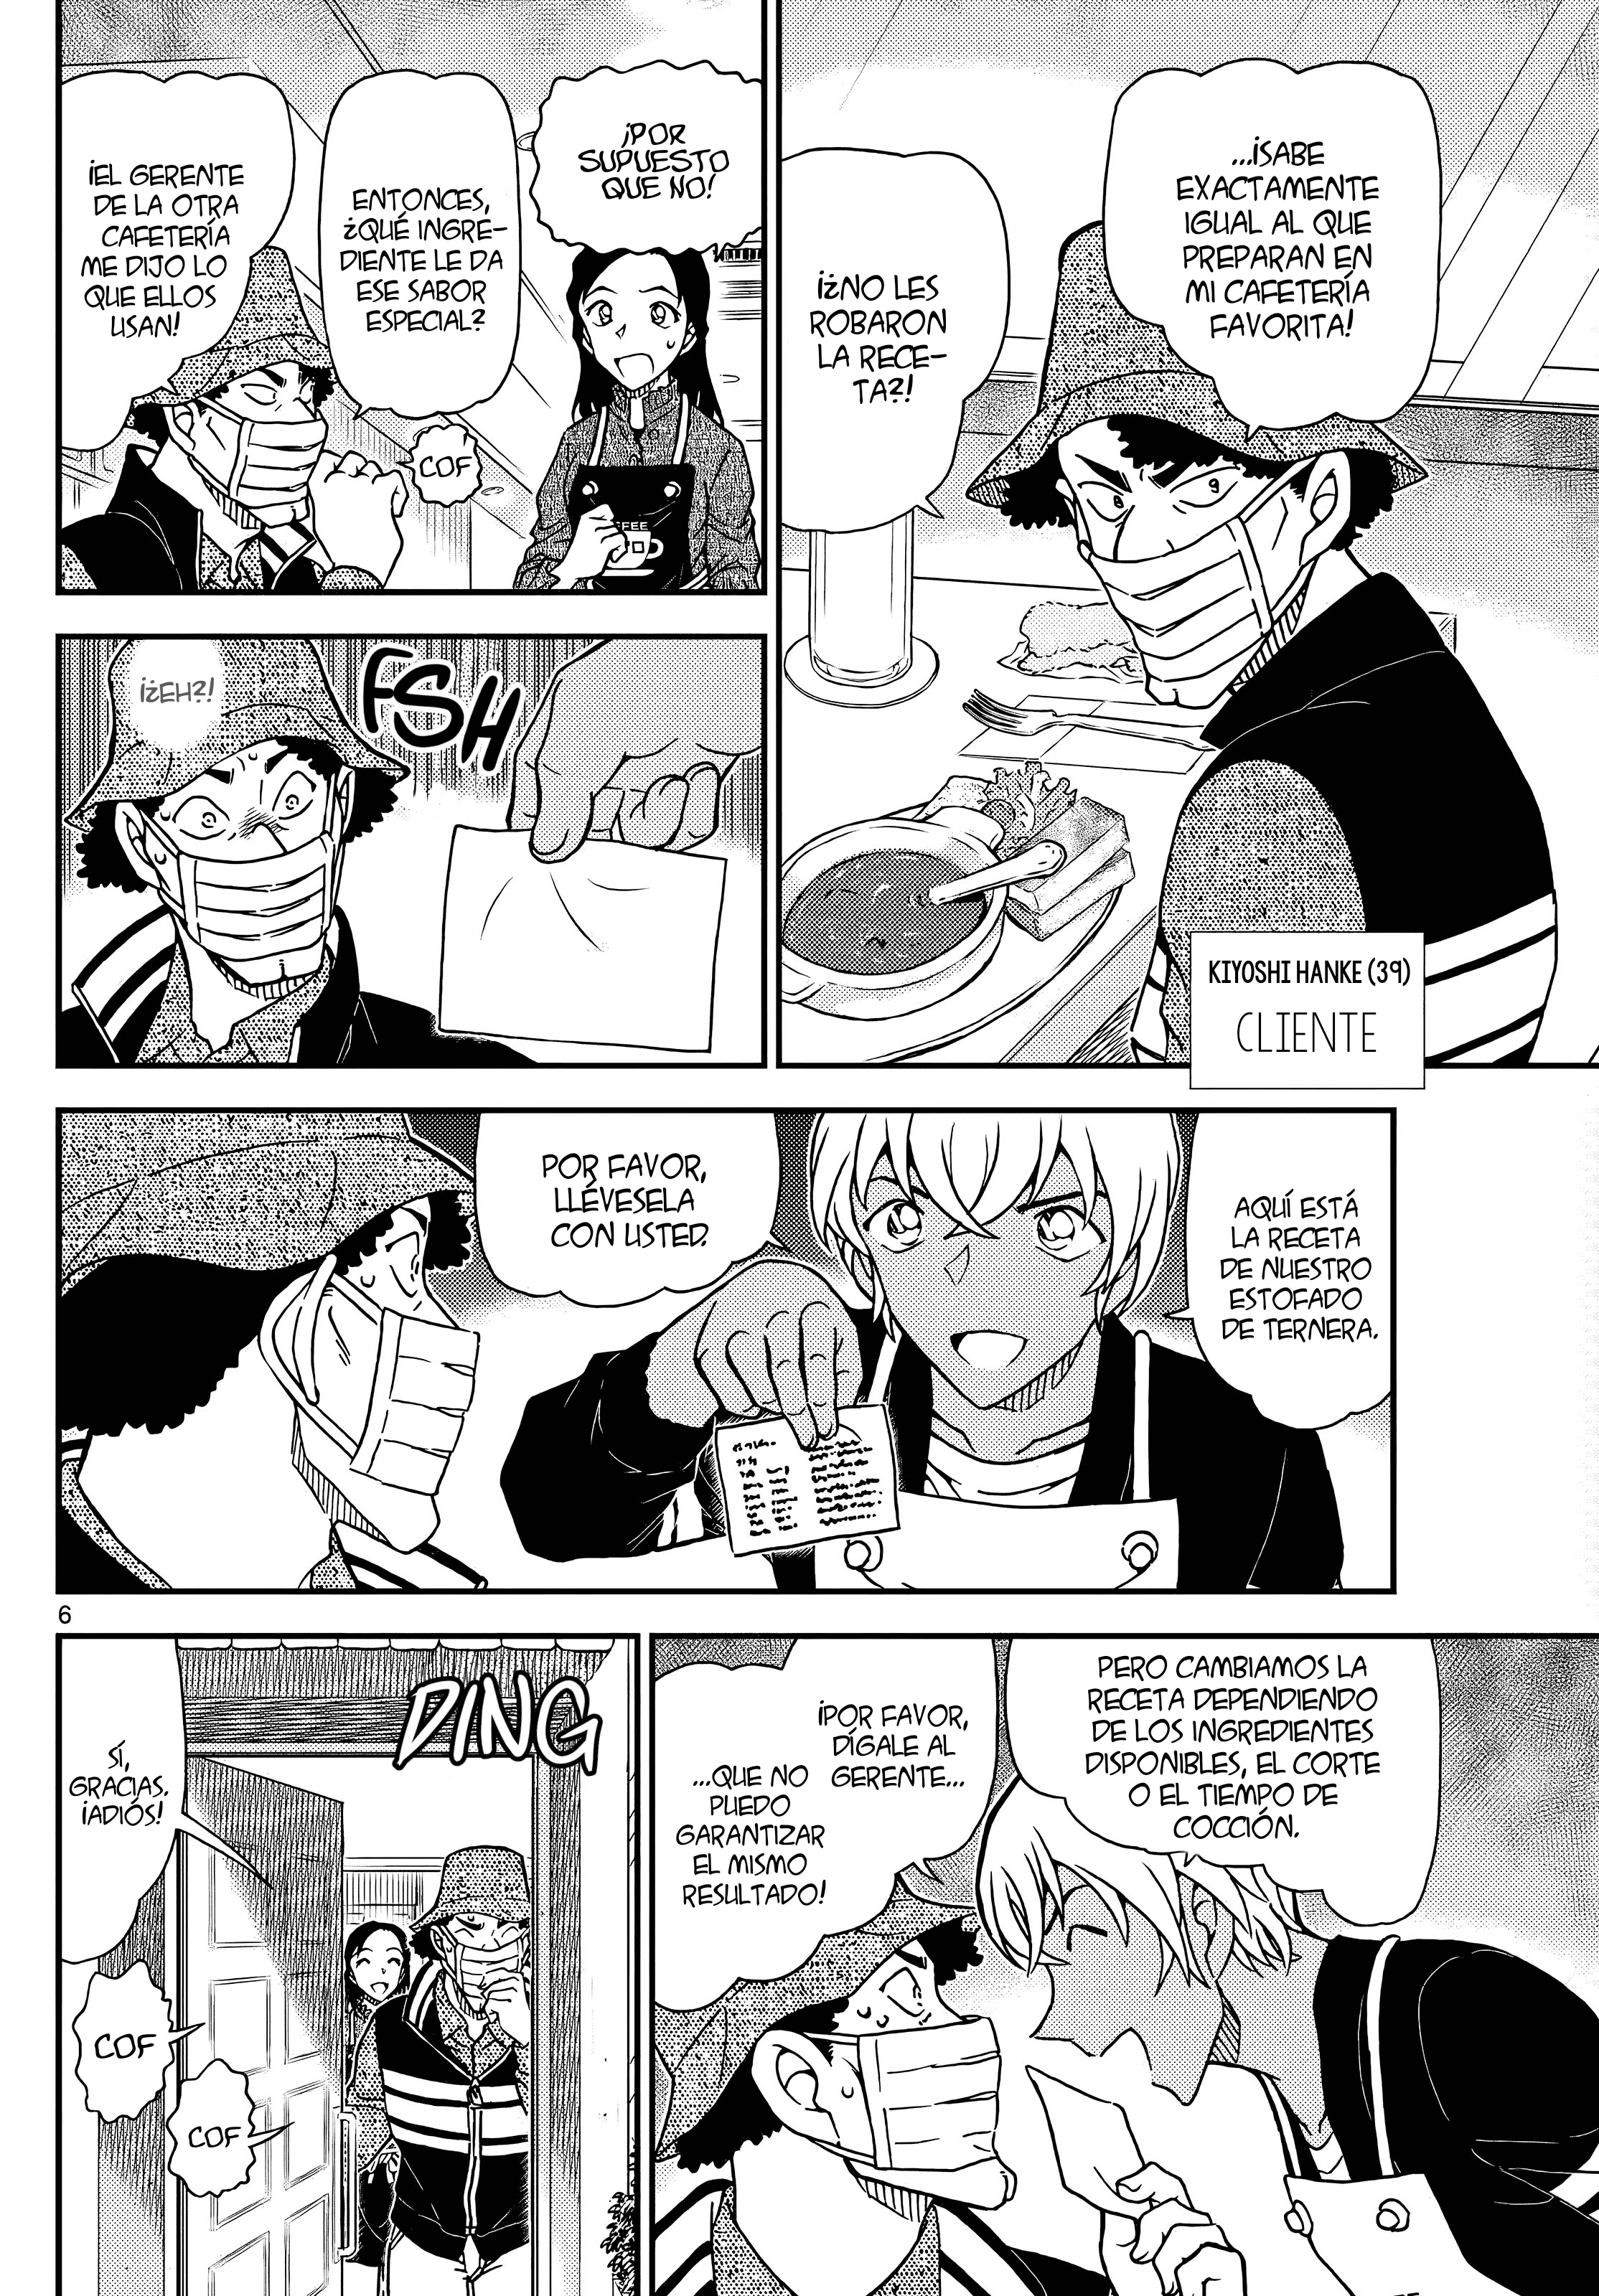 ...¡SABE
EXACTAMENTE
IGUAL AL QUE
PREPARAN EN
MI CAFETERÍA
FAVORITA!
¡¿NO LES
ROBARON
LA RECE-
TA?!
KIYOSHI HANKE (39)
CLIENTE
¡POR
SUPUESTO
QUE NO!
ENTONCES,
¿QUÉ INGRE-
DIENTE LE DA
ESE SABOR
ESPECIAL?
COF
¡EL GERENTE
DE LA OTRA
CAFETERÍA
ME DIJO LO
QUE ELLOS
USAN!
FSH
¡¿EH?!
AQUÍ ESTÁ
LA RECETA
DE NUESTRO
ESTOFADO
DE TERNERA.
POR FAVOR,
LLÉVESELA
CON USTED.
6
PERO CAMBIAMOS LA
RECETA DEPENDIENDO
DE LOS INGREDIENTES
DISPONIBLES, EL CORTE
O EL TIEMPO DE
COCCIÓN.
¡POR FAVOR,
DÍGALE AL
GERENTE...
...QUE NO
PUEDO
GARANTIZAR
EL MISMO
RESULTADO!
DING
SÍ,
GRACIAS.
¡ADIÓS!
COF
COF